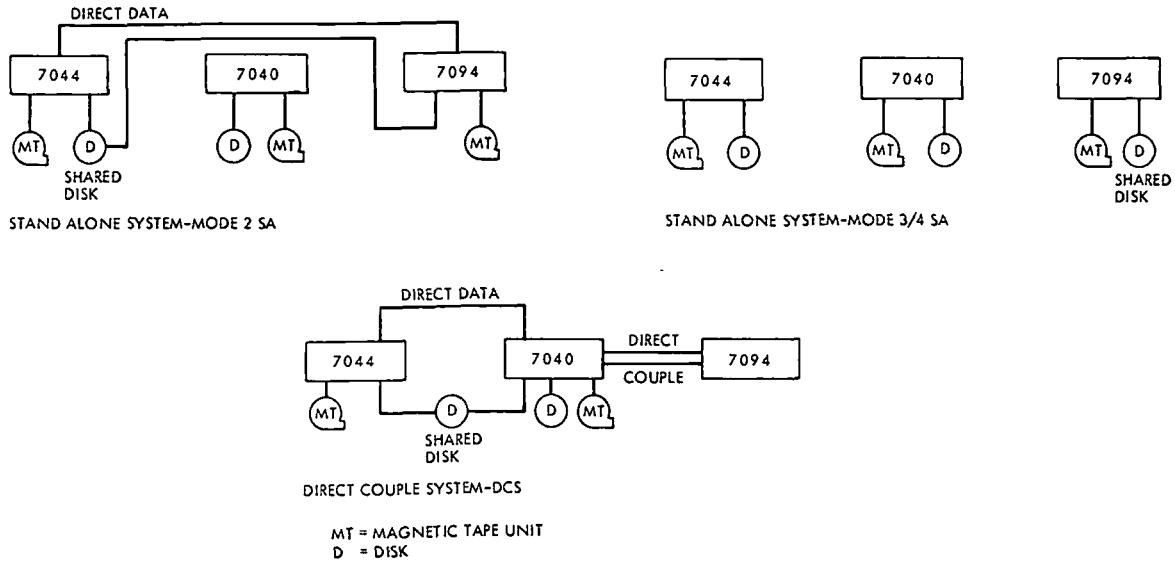 DIRECT DATA
7044
7040
7094
MT
D
D
MT
MT
SHARED
DISK
STAND ALONE SYSTEM-MODE 2 SA
7044
7040
7094
MT
D
MT
D
MT
D
SHARED
DISK
STAND ALONE SYSTEM-MODE 3/4 SA
DIRECT DATA
7044
7040
DIRECT
COUPLE
7094
MT
D
D
MT
SHARED
DISK
DIRECT COUPLE SYSTEM-DCS
MT = MAGNETIC TAPE UNIT
D = DISK